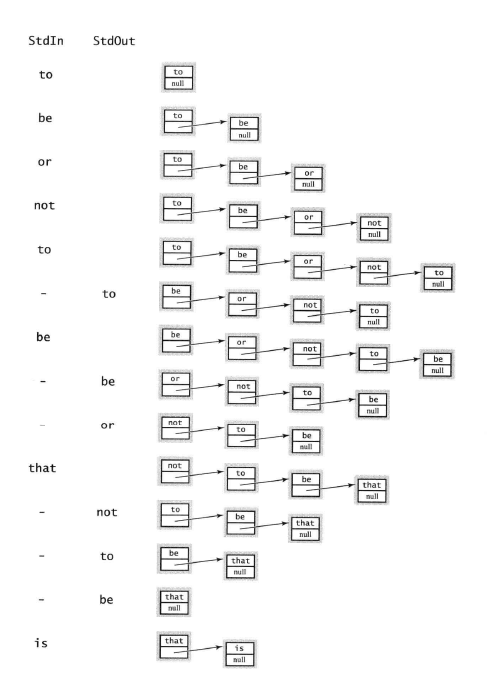 StdIn StdOut
to to
null
be to be
null
or to be or
null
not to be or not
null
to to be or not to
null
- to be or not to
null
be be or not to be
null
- be or not to be
null
- or not to be
null
that not to be that
null
- not to be that
null
- to be that
null
- be that
null
is that is
null